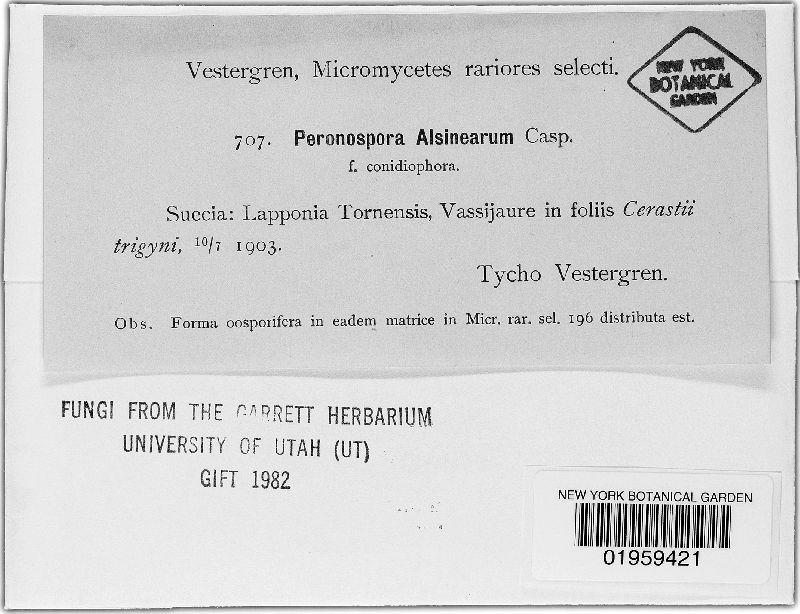 Vestergren, Micromycetes rariores selecti.
NEW YORK
BOTANICAL
GARDEN
707. Peronospora Alsinearum Casp.
f. conidiophora.
Succia: Lapponia Tornensis, Vassijaure in foliis Cerastii
trigyni, 10/7 1903.
Tycho Vestergren.
Obs. Forma oosporifera in eadem matrice in Micr. rar. sel. 196 distributa est.
FUNGI FROM THE GARRETT HERBARIUM
UNIVERSITY OF UTAH (UT)
GIFT 1982
NEW YORK BOTANICAL GARDEN
01959421